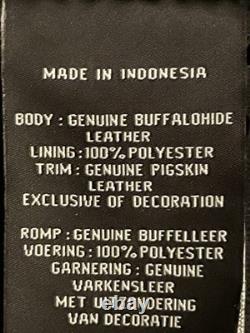 MADE IN INDONESIA
BODY : GENUINE BUFFALOHIDE
LEATHER
LINING:100% POLYESTER
TRIM : GENUINE PIGSKIN
LEATHER
EXCLUSIVE OF DECORATION
ROMP : GENUINE BUFFELLEER
VOERING : 100% POLYESTER
GARNERING : GENUINE
VARKENSLEER
MET UITZONDERING
VAN DECORATIE